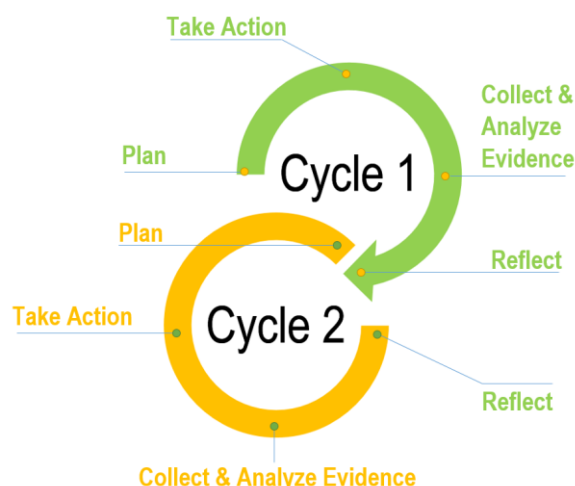 Take Action
Collect &
Analyze
Evidence
Plan
Cycle 1
Plan
Reflect
Take Action
Cycle 2
Reflect
Collect & Analyze Evidence